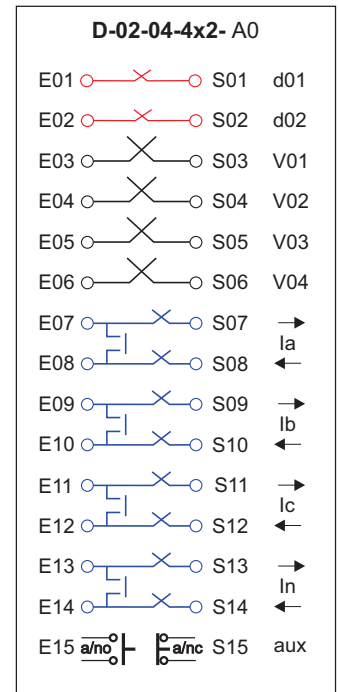 D-02-04-4x2- A0
E01 S01 d01
E02 S02 d02
E03 S03 V01
E04 S04 V02
E05 S05 V03
E06 S06 V04
E07 S07
Ia
E08 S08
E09 S09
Ib
E10 S10
E11 S11
Ic
E12 S12
E13 S13
In
E14 S14
E15 a/no a/nc S15 aux